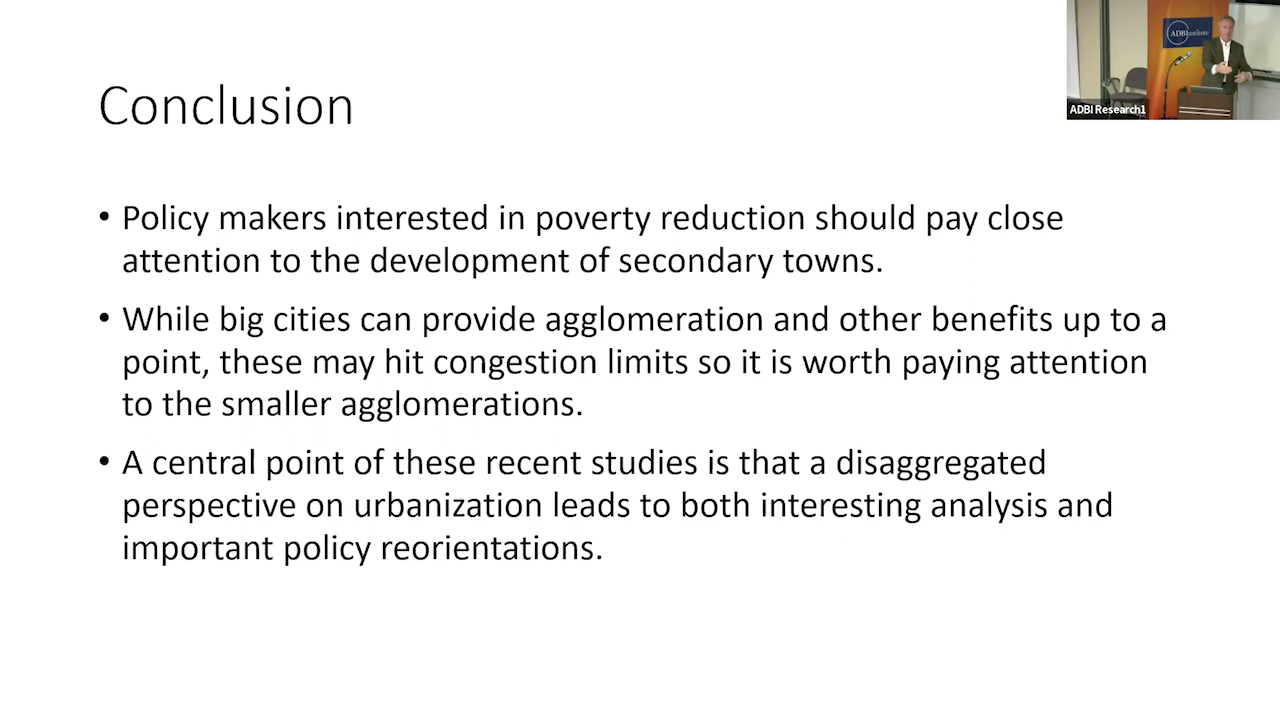 Conclusion
• Policy makers interested in poverty reduction should pay close
attention to the development of secondary towns.
• While big cities can provide agglomeration and other benefits up to a
point, these may hit congestion limits so it is worth paying attention
to the smaller agglomerations.
• A central point of these recent studies is that a disaggregated
perspective on urbanization leads to both interesting analysis and
important policy reorientations.
ADBInstitute
ADBI Research1